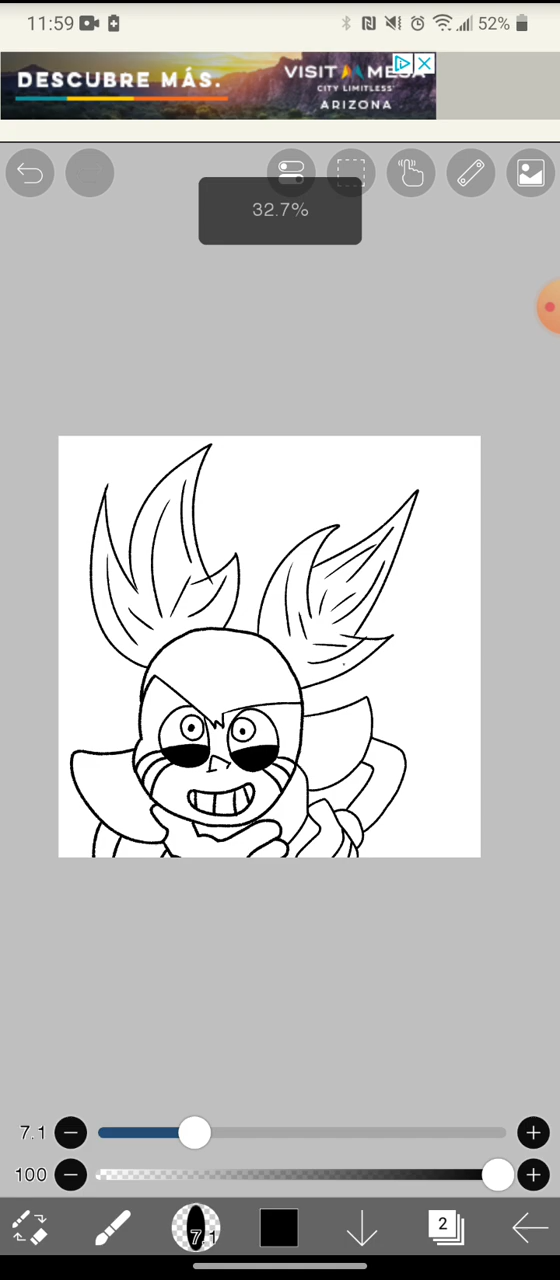 11:59
52%
DESCUBRE MÁS.
VISIT MESA
CITY LIMITLESS
ARIZONA
32.7%
7.1
100
7.1
2